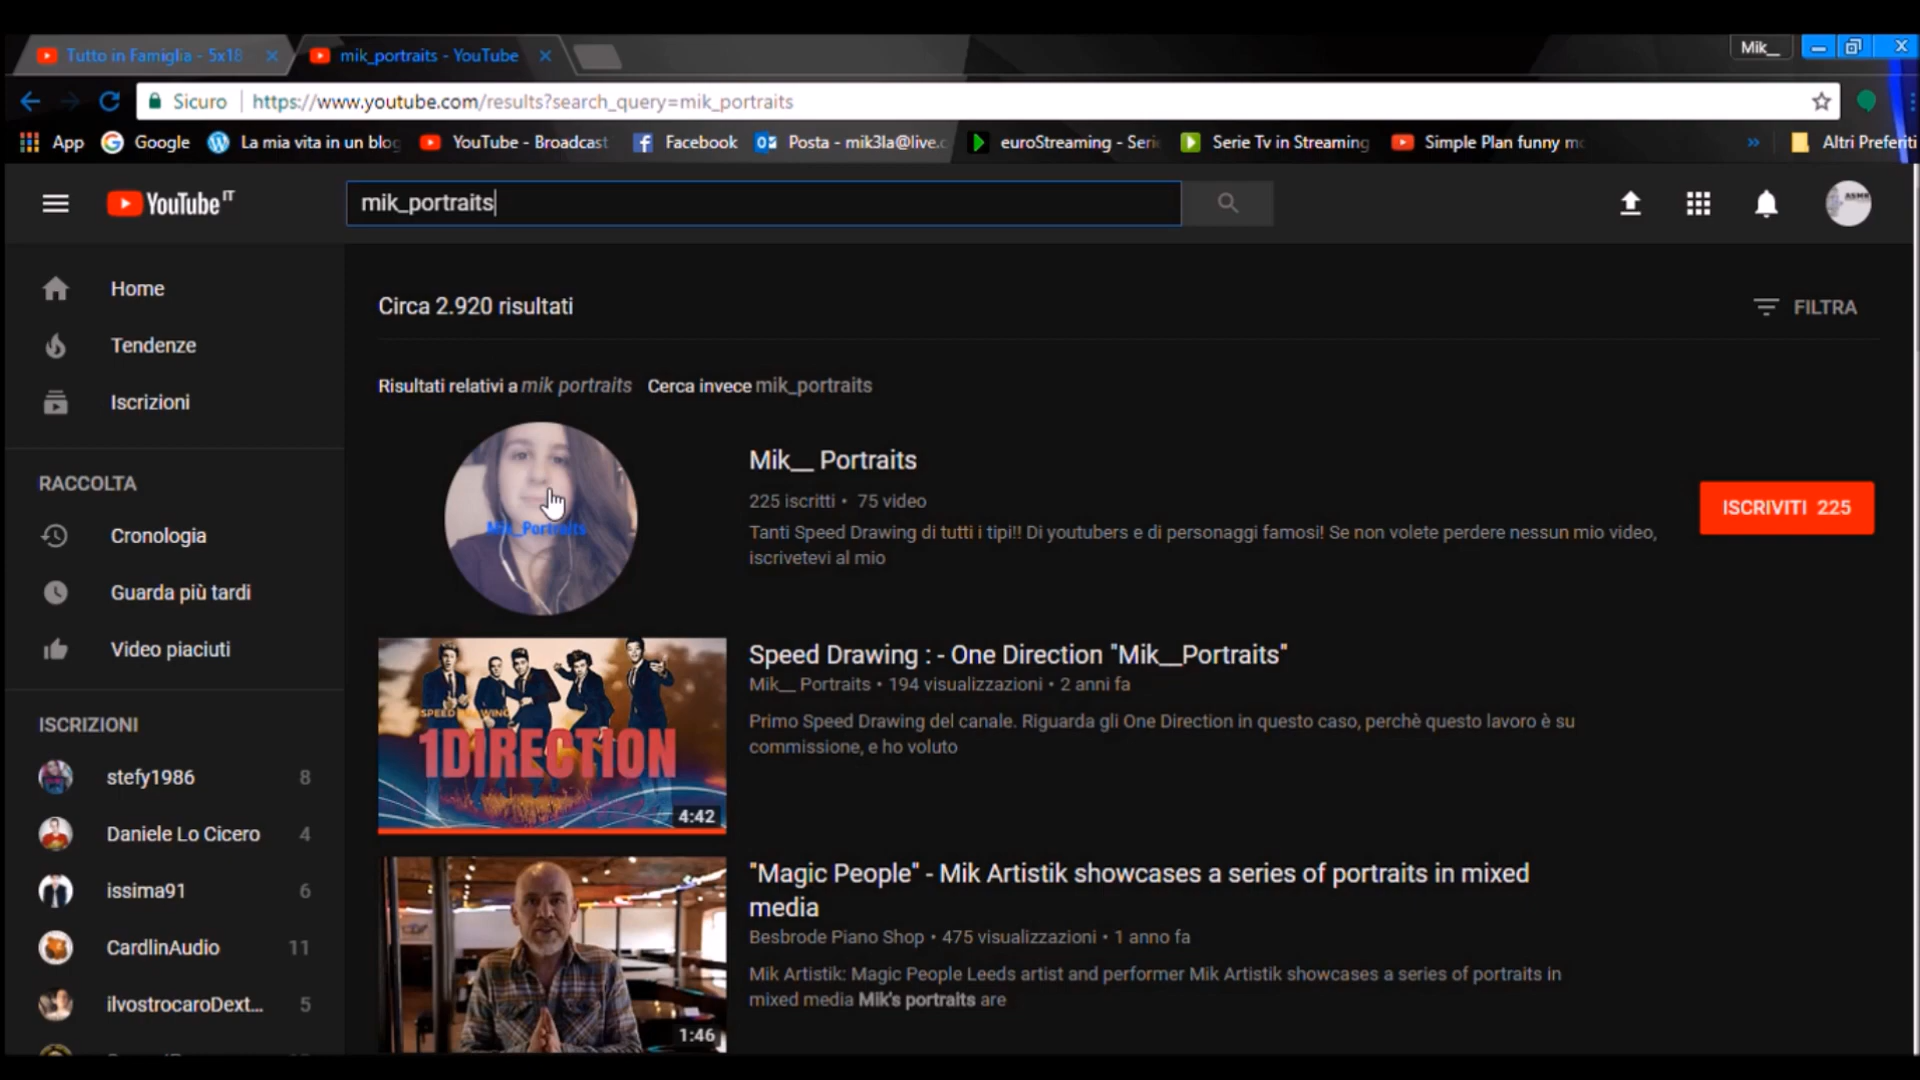 Tutto in Famiglia - 5x18
mik_portraits - YouTube
Mik__
Sicuro
https://www.youtube.com/results?search_query=mik_portraits
App
Google
La mia vita in un blog
YouTube - Broadcast
Facebook
Posta - mik3la@live.c
euroStreaming - Serie
Serie Tv in Streaming
Simple Plan funny mo
Altri Preferiti
YouTube IT
mik_portraits
Home
Tendenze
Iscrizioni
RACCOLTA
Cronologia
Guarda più tardi
Video piaciuti
ISCRIZIONI
stefy1986 8
Daniele Lo Cicero 4
issima91 6
CardlinAudio 11
ilvostrocaroDext... 5
Circa 2.920 risultati
FILTRA
Risultati relativi a mik portraits Cerca invece mik_portraits
Mik_Portraits
Mik__ Portraits
225 iscritti • 75 video
Tanti Speed Drawing di tutti i tipi!! Di youtubers e di personaggi famosi! Se non volete perdere nessun mio video,
iscrivetevi al mio
ISCRIVITI 225
SPEED DRAWING
1DIRECTION
4:42
Speed Drawing : - One Direction "Mik__Portraits"
Mik__ Portraits • 194 visualizzazioni • 2 anni fa
Primo Speed Drawing del canale. Riguarda gli One Direction in questo caso, perchè questo lavoro è su
commissione, e ho voluto
1:46
"Magic People" - Mik Artistik showcases a series of portraits in mixed
media
Besbrode Piano Shop • 475 visualizzazioni • 1 anno fa
Mik Artistik: Magic People Leeds artist and performer Mik Artistik showcases a series of portraits in
mixed media Mik's portraits are